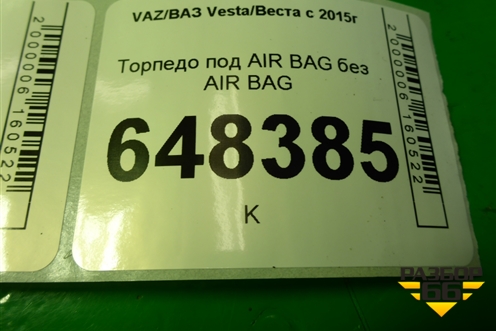 VAZ/ВАЗ Vesta/Веста с 2015г
Торпедо под AIR BAG без
AIR BAG
648385
К
2000006160522
2000006160522
РАЗБОР
66